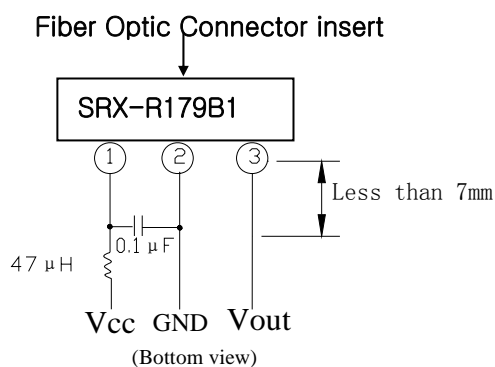 Fiber Optic Connector insert
SRX-R179B1
1 2 3
Less than 7mm
0.1 μF
47 μH
Vcc GND Vout
(Bottom view)